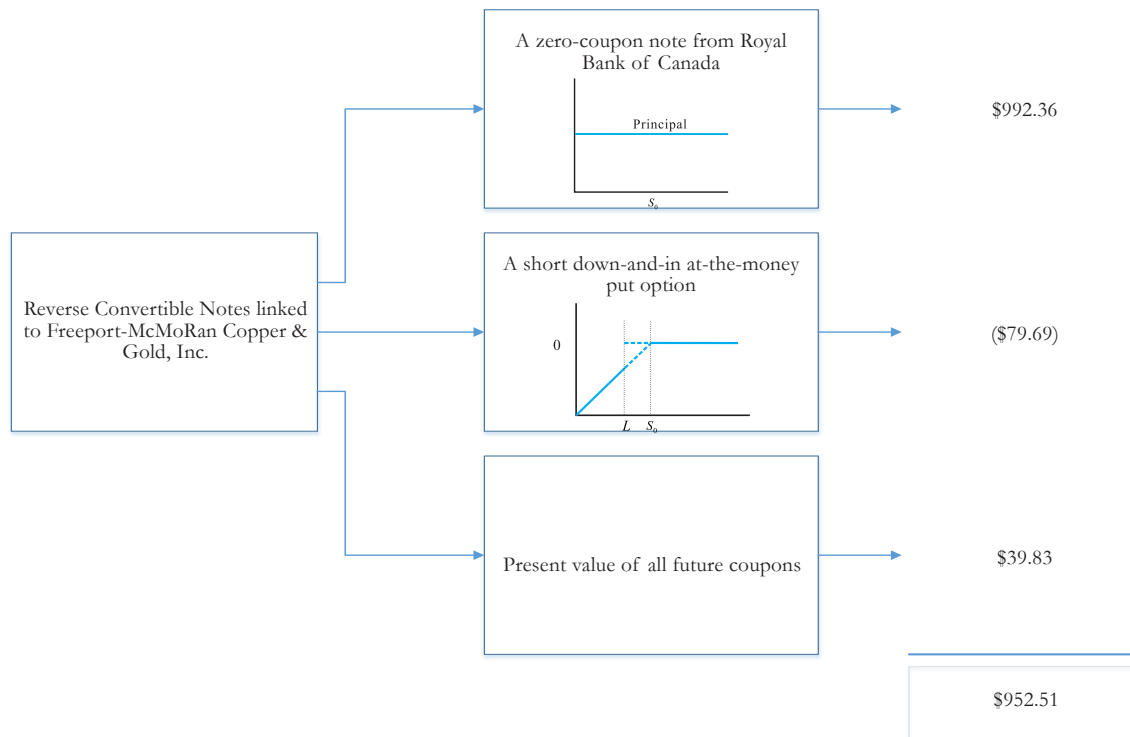 A zero-coupon note from Royal
Bank of Canada
Principal
S₀
$992.36
Reverse Convertible Notes linked
to Freeport-McMoRan Copper &
Gold, Inc.
A short down-and-in at-the-money
put option
0
L S₀
($79.69)
Present value of all future coupons
$39.83
$952.51